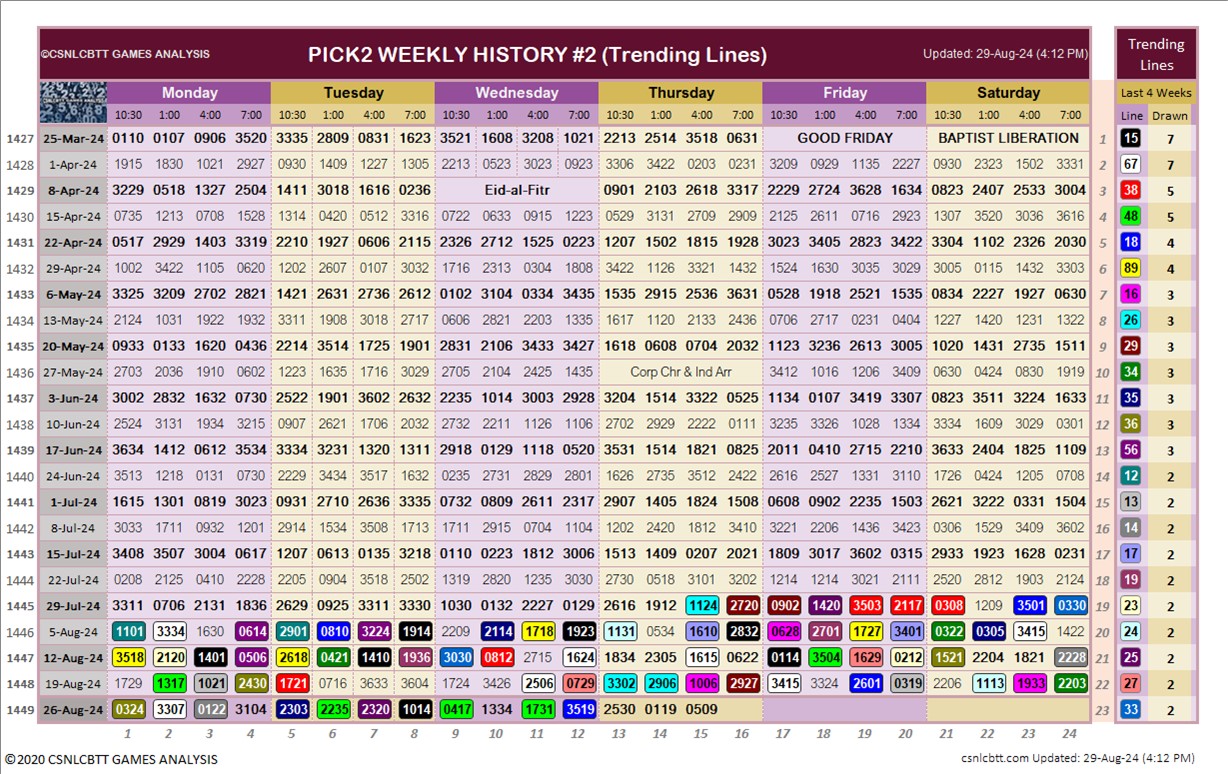 ©CSNLCBTT GAMES ANALYSIS PICK2 WEEKLY HISTORY #2 (Trending Lines) Updated: 29-Aug-24 (4:12 PM)
Trending
Lines
Monday Tuesday Wednesday Thursday Friday Saturday Last 4 Weeks
10:30 1:00 4:00 7:00 10:30 1:00 4:00 7:00 10:30 1:00 4:00 7:00 10:30 1:00 4:00 7:00 10:30 1:00 4:00 7:00 10:30 1:00 4:00 7:00 Line Drawn
1427 25-Mar-24 0110 0107 0906 3520 3335 2809 0831 1623 3521 1608 3208 1021 2213 2514 3518 0631 GOOD FRIDAY BAPTIST LIBERATION 1 15 7
1428 1-Apr-24 1915 1830 1021 2927 0930 1409 1227 1305 2213 0523 3023 0923 3306 3422 0203 0231 3209 0929 1135 2227 0930 2323 1502 3331 2 67 7
1429 8-Apr-24 3229 0518 1327 2504 1411 3018 1616 0236 Eid-al-Fitr 0901 2103 2618 3317 2229 2724 3628 1634 0823 2407 2533 3004 3 38 5
1430 15-Apr-24 0735 1213 0708 1528 1314 0420 0512 3316 0722 0633 0915 1223 0529 3131 2709 2909 2125 2611 0716 2923 1307 3520 3036 3616 4 48 5
1431 22-Apr-24 0517 2929 1403 3319 2210 1927 0606 2115 2326 2712 1525 0223 1207 1502 1815 1928 3023 3405 2823 3422 3304 1102 2326 2030 5 18 4
1432 29-Apr-24 1002 3422 1105 0620 1202 2607 0107 3032 1716 2313 0304 1808 3422 1126 3321 1432 1524 1630 3035 3029 3005 0115 1432 3303 6 89 4
1433 6-May-24 3325 3209 2702 2821 1421 2631 2736 2612 0102 3104 0334 3435 1535 2915 2536 3631 0528 1918 2521 1535 0834 2227 1927 0630 7 16 3
1434 13-May-24 2124 1031 1922 1932 3311 1908 3018 2717 0606 2821 2203 1335 1617 1120 2133 2436 0706 2717 0231 0404 1227 1420 1231 1322 8 26 3
1435 20-May-24 0933 0133 1620 0436 2214 3514 1725 1901 2831 2106 3433 3427 1618 0608 0704 2032 1123 3236 2613 3005 1020 1431 2735 1511 9 29 3
1436 27-May-24 2703 2036 1910 0602 1223 1635 1716 3029 2705 2104 2425 1435 Corp Chr & Ind Arr 3412 1016 1206 3409 0630 0424 0830 1919 10 34 3
1437 3-Jun-24 3002 2832 1632 0730 2522 1901 3602 2632 2235 1014 3003 2928 3204 1514 3322 0525 1134 0107 3419 3307 0823 3511 3224 1633 11 35 3
1438 10-Jun-24 2524 3131 1934 3215 0907 2621 1706 2032 2732 2211 1126 1106 2702 2929 2222 0111 3235 3326 1028 1334 3334 1609 3029 0301 12 36 3
1439 17-Jun-24 3634 1412 0612 3534 3334 3231 1320 1311 2918 0129 1118 0520 3531 1514 1821 0825 2011 0410 2715 2210 3633 2404 1825 1109 13 56 3
1440 24-Jun-24 3513 1218 0131 0730 2229 3434 3517 1633 0235 2731 2829 2801 1626 2735 3512 2422 2616 2527 1331 3110 1726 0424 1205 0708 14 12 2
1441 1-Jul-24 1615 1301 0819 3023 0931 2710 2636 3335 0732 0809 2611 2317 2907 1405 1824 1508 0608 0902 2235 1503 2621 3222 0331 1504 15 13 2
1442 8-Jul-24 3033 1711 0932 1201 2914 1534 3508 1713 1711 2915 0704 1104 1202 2420 1812 3410 3221 2206 1436 3423 0306 1529 3409 3602 16 14 2
1443 15-Jul-24 3408 3507 3004 0617 1207 0613 0135 3218 0110 0223 1812 3006 1513 1409 0207 2021 1809 3017 3602 0315 2933 1923 1628 0231 17 17 2
1444 22-Jul-24 0208 2125 0410 2228 2205 0904 3518 2502 1319 2820 1235 3030 2730 0518 3101 3202 1214 1214 3021 2111 2520 2812 1903 2124 18 19 2
1445 29-Jul-24 3311 0706 2131 1836 2629 0925 3311 3330 1030 0132 2227 0129 2616 1912 1124 2720 0902 1420 3503 2117 0308 1209 3501 0330 19 23 2
1446 5-Aug-24 1101 3334 1630 0614 2901 0810 3224 1914 2209 2114 1718 1923 1131 0534 1610 2832 0628 2701 1727 3401 0322 0305 3415 1422 20 24 2
1447 12-Aug-24 3518 2120 1401 0506 2618 0421 1410 1936 3030 0812 2715 1624 1834 2305 1615 0622 0114 3504 1629 0212 1521 2204 1821 2228 21 25 2
1448 19-Aug-24 1729 1317 1021 2430 1721 0716 3633 3604 1724 3426 2506 0729 3302 2906 1006 2927 3415 3324 2601 0319 2206 1113 1933 2203 22 27 2
1449 26-Aug-24 0324 3307 0122 3104 2303 2235 2320 1014 0417 1334 1731 3519 2530 0119 0509 23 33 2
1 2 3 4 5 6 7 8 9 10 11 12 13 14 15 16 17 18 19 20 21 22 23 24
©2020 CSNLCBTT GAMES ANALYSIS csnlcbtt.com Updated: 29-Aug-24 (4:12 PM)